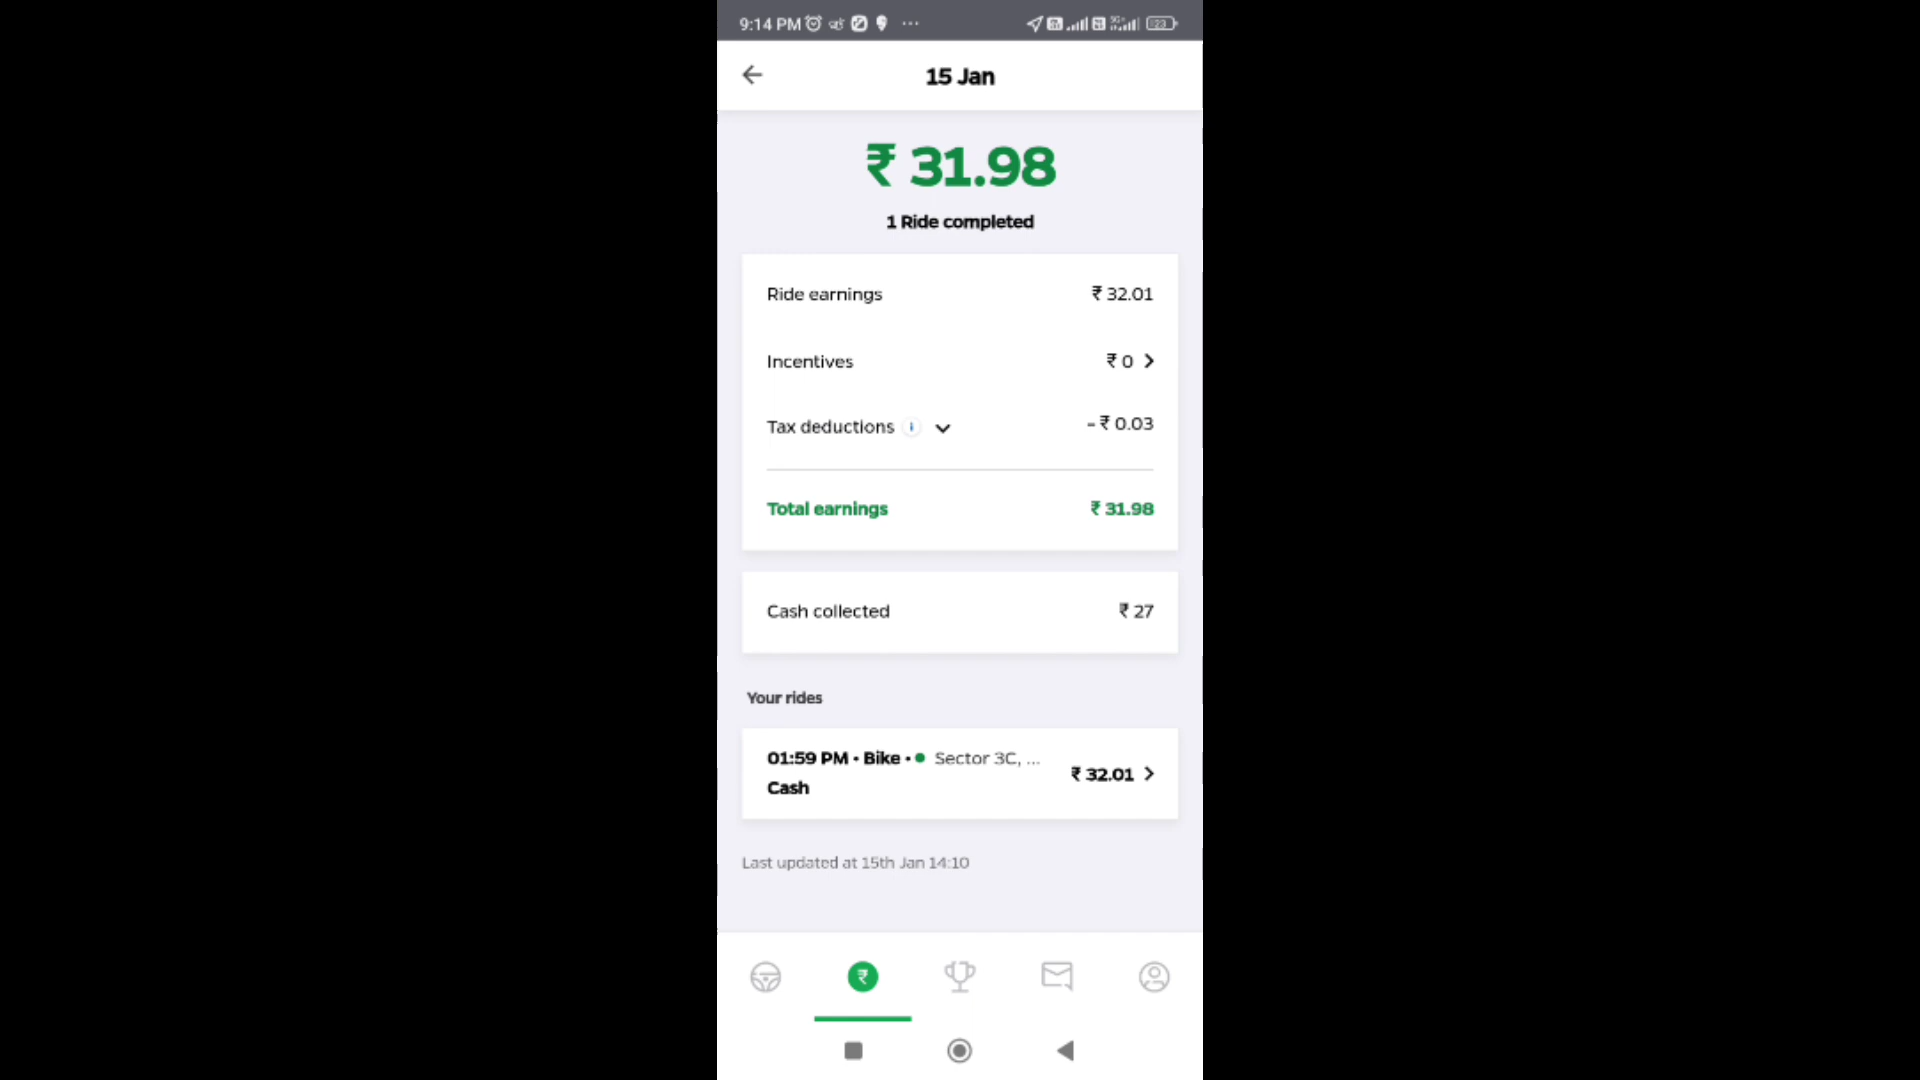 9:14 PM
23
15 Jan
₹ 31.98
1 Ride completed
Ride earnings ₹ 32.01
Incentives ₹ 0
Tax deductions i - ₹ 0.03
Total earnings ₹ 31.98
Cash collected ₹ 27
Your rides
01:59 PM • Bike • Sector 3C, ...
Cash
₹ 32.01
Last updated at 15th Jan 14:10
₹